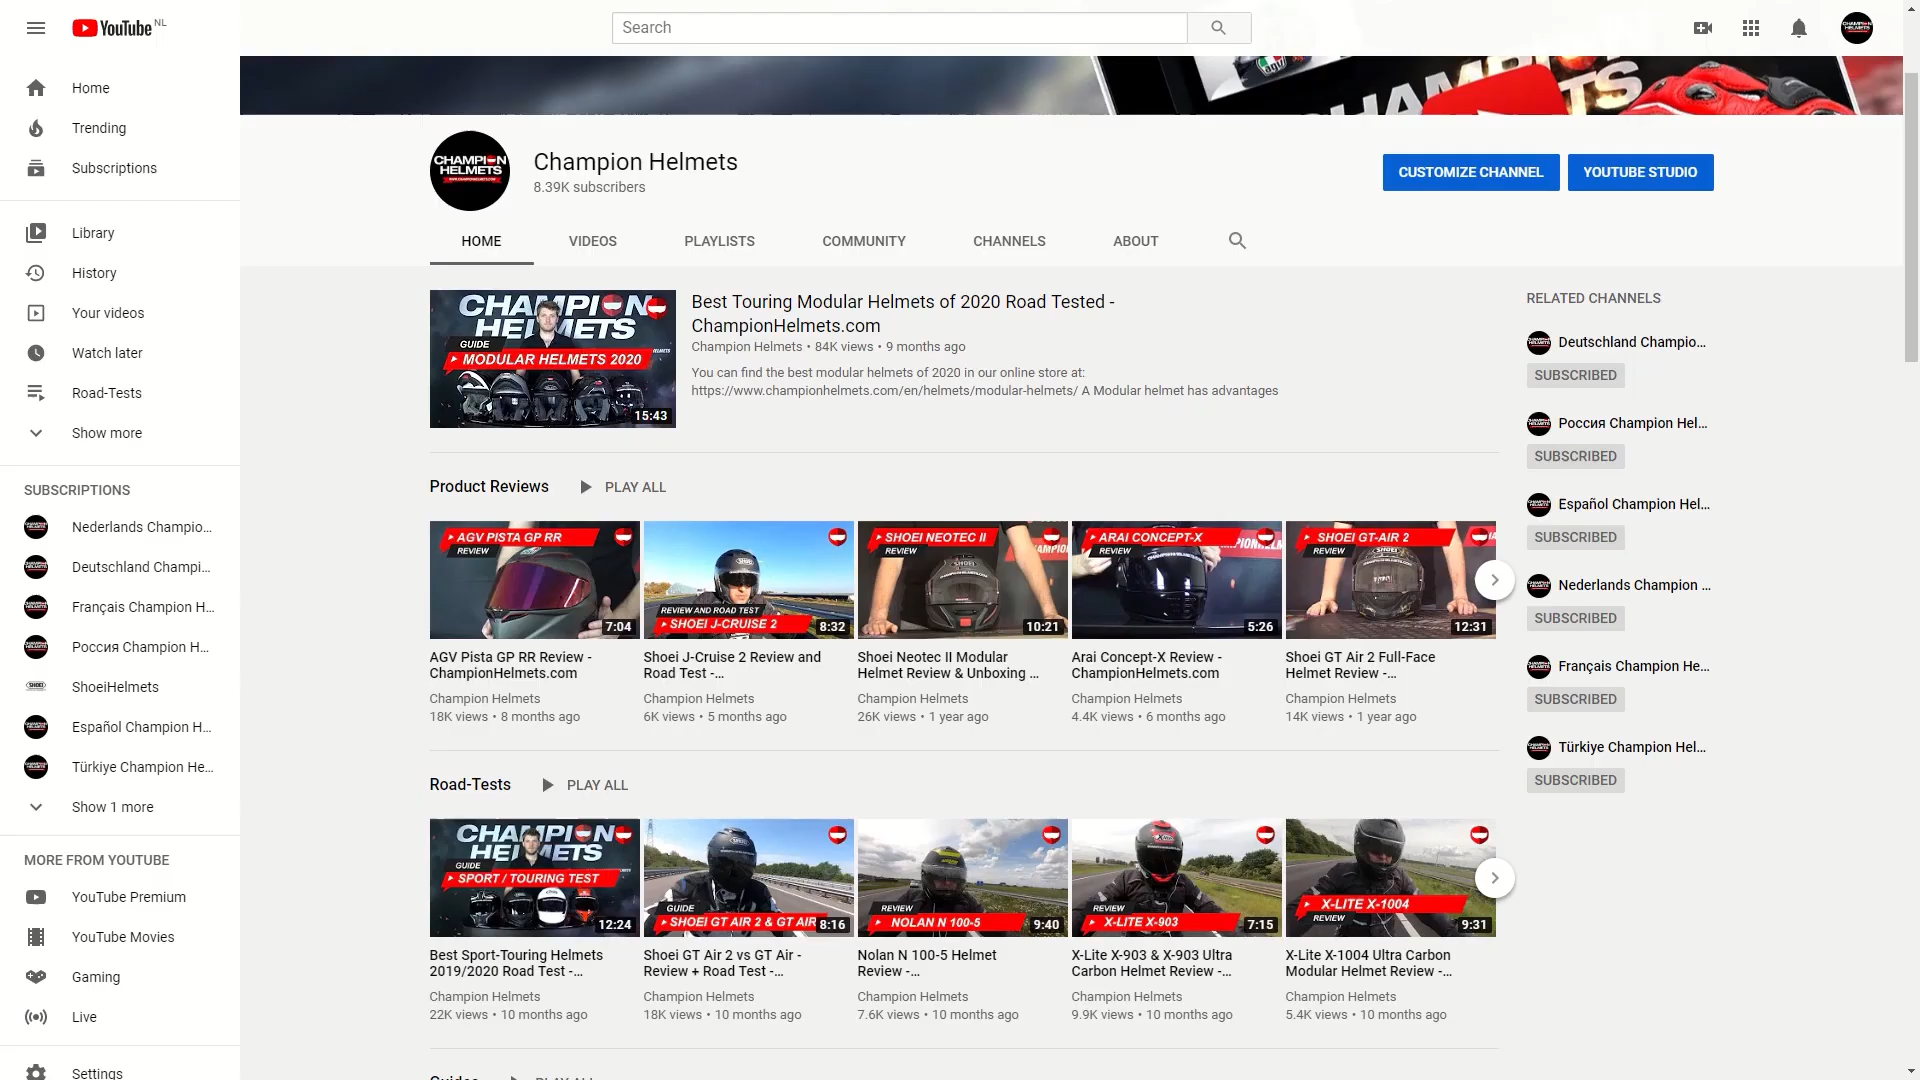 YouTube NL
Search
Home
Trending
Subscriptions
Library
History
Your videos
Watch later
Road-Tests
Show more
SUBSCRIPTIONS
Nederlands Champio...
Deutschland Champi...
Français Champion H...
Россия Champion H...
ShoeiHelmets
Español Champion H...
Türkiye Champion He...
Show 1 more
MORE FROM YOUTUBE
YouTube Premium
YouTube Movies
Gaming
Live
Settings
agv
CHAMPION
HELMETS
Champion Helmets
8.39K subscribers
CUSTOMIZE CHANNEL
YOUTUBE STUDIO
HOME
VIDEOS
PLAYLISTS
COMMUNITY
CHANNELS
ABOUT
CHAMPION
HELMETS
GUIDE
MODULAR HELMETS 2020
15:43
Best Touring Modular Helmets of 2020 Road Tested -
ChampionHelmets.com
Champion Helmets • 84K views • 9 months ago
You can find the best modular helmets of 2020 in our online store at:
https://www.championhelmets.com/en/helmets/modular-helmets/ A Modular helmet has advantages
Product Reviews
PLAY ALL
AGV PISTA GP RR
REVIEW
7:04
AGV Pista GP RR Review -
ChampionHelmets.com
Champion Helmets
18K views • 8 months ago
REVIEW AND ROAD TEST
SHOEI J-CRUISE 2
8:32
Shoei J-Cruise 2 Review and
Road Test -...
Champion Helmets
6K views • 5 months ago
SHOEI NEOTEC II
REVIEW
10:21
Shoei Neotec II Modular
Helmet Review & Unboxing ...
Champion Helmets
26K views • 1 year ago
ARAI CONCEPT-X
REVIEW
5:26
Arai Concept-X Review -
ChampionHelmets.com
Champion Helmets
4.4K views • 6 months ago
SHOEI GT-AIR 2
REVIEW
12:31
Shoei GT Air 2 Full-Face
Helmet Review -...
Champion Helmets
14K views • 1 year ago
Road-Tests
PLAY ALL
CHAMPION
HELMETS
GUIDE
SPORT / TOURING TEST
12:24
Best Sport-Touring Helmets
2019/2020 Road Test -...
Champion Helmets
22K views • 10 months ago
GUIDE
SHOEI GT AIR 2 & GT AIR
8:16
Shoei GT Air 2 vs GT Air -
Review + Road Test -...
Champion Helmets
18K views • 10 months ago
REVIEW
NOLAN N 100-5
9:40
Nolan N 100-5 Helmet
Review -...
Champion Helmets
7.6K views • 10 months ago
REVIEW
X-LITE X-903
7:15
X-Lite X-903 & X-903 Ultra
Carbon Helmet Review -...
Champion Helmets
9.9K views • 10 months ago
X-LITE X-1004
REVIEW
9:31
X-Lite X-1004 Ultra Carbon
Modular Helmet Review -...
Champion Helmets
5.4K views • 10 months ago
RELATED CHANNELS
Deutschland Champio...
SUBSCRIBED
Россия Champion Hel...
SUBSCRIBED
Español Champion Hel...
SUBSCRIBED
Nederlands Champion ...
SUBSCRIBED
Français Champion He...
SUBSCRIBED
Türkiye Champion Hel...
SUBSCRIBED